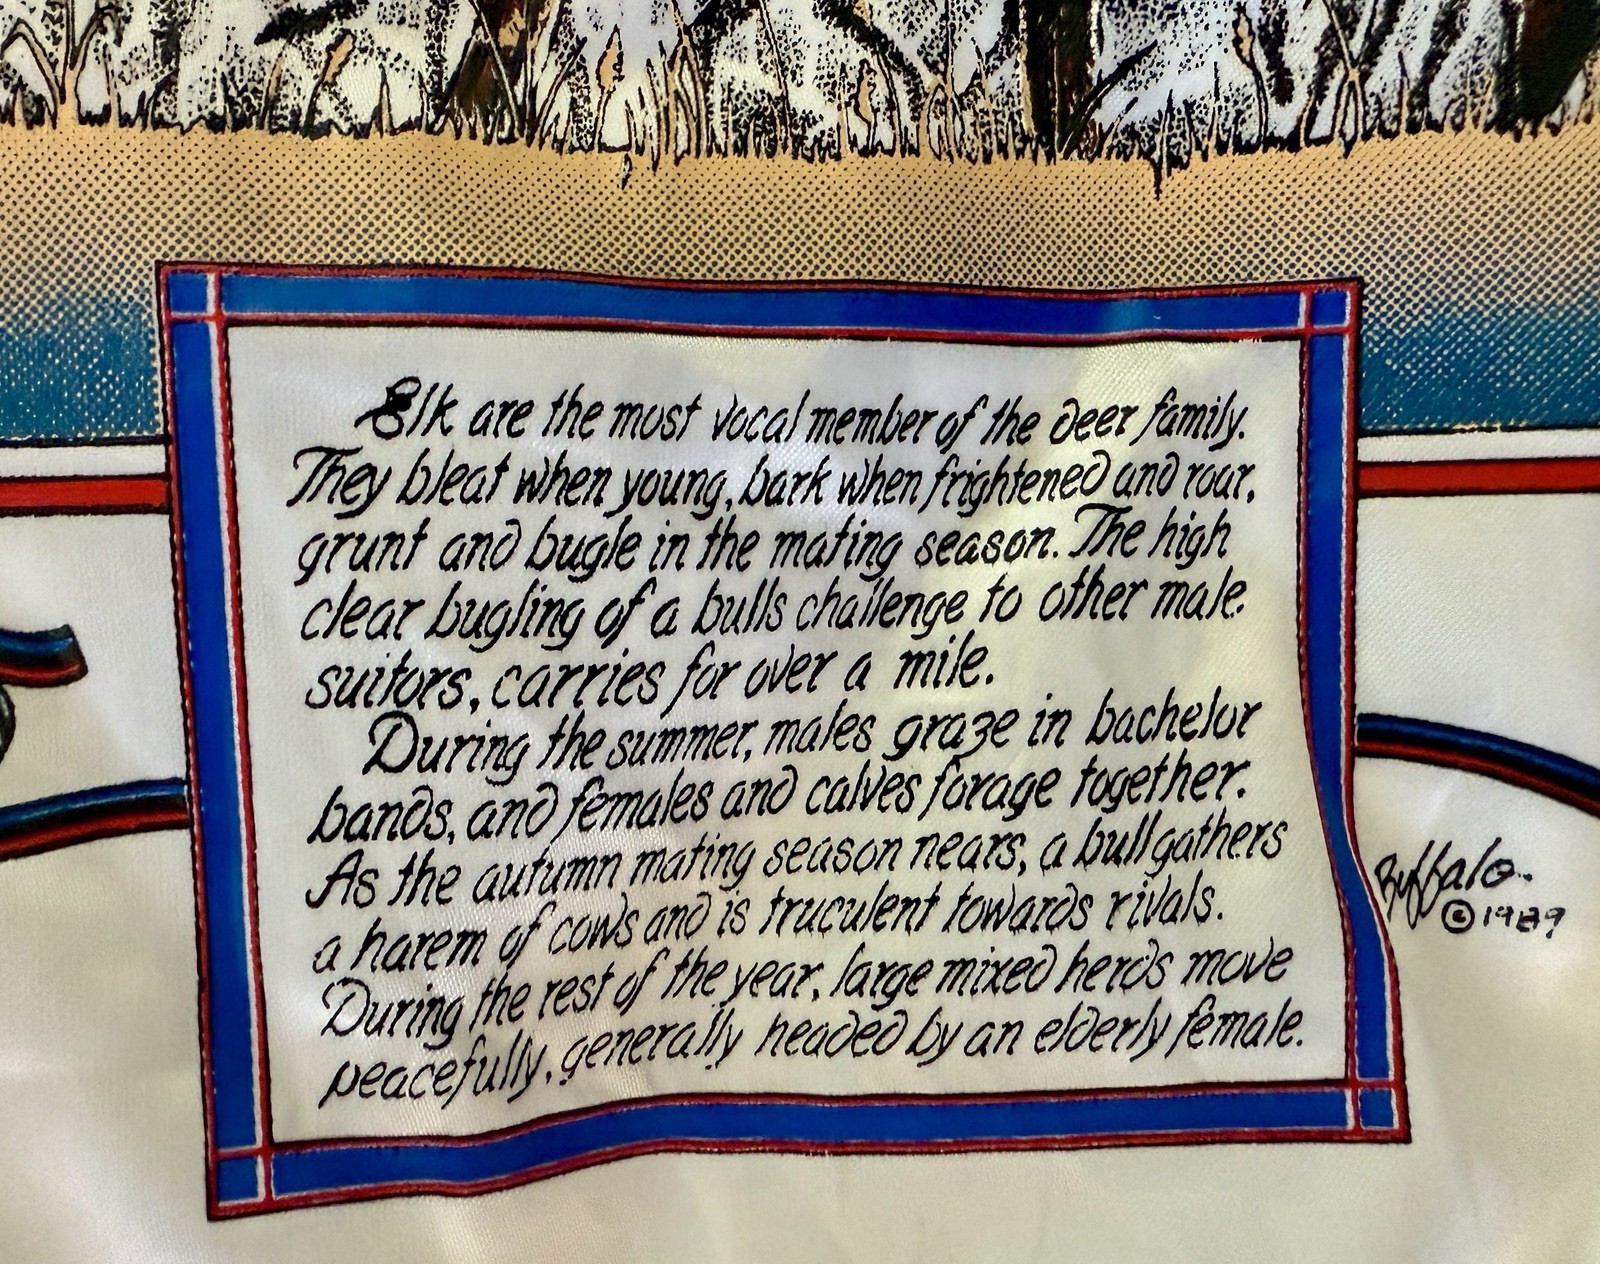 Elk are the most vocal member of the deer family.
They bleat when young, bark when frightened and roar,
grunt and bugle in the mating season. The high
clear bugling of a bulls challenge to other male
suitors, carries for over a mile.
During the summer, males graze in bachelor
bands, and females and calves forage together.
As the autumn mating season nears, a bull gathers
a harem of cows and is truculent towards rivals.
During the rest of the year, large mixed herds move
peacefully, generally headed by an elderly female.
Buffalo
© 1989